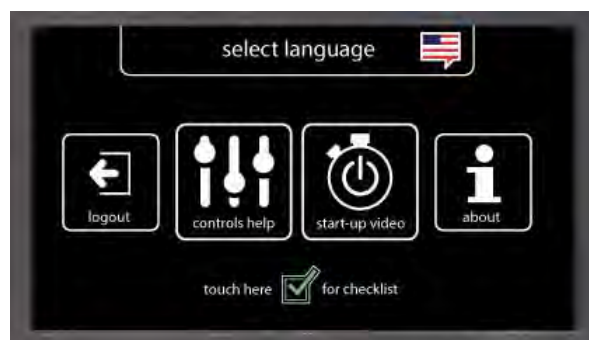 select language
logout
controls help
start-up video
about
touch here for checklist